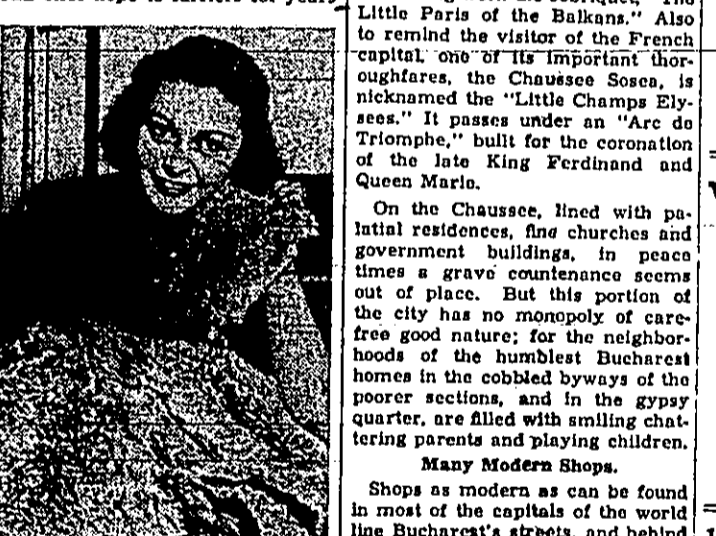 Little Paris of the Balkans." Also
to remind the visitor of the French
capital, one of its important thor-
oughfares, the Chaussee Sosea, is
nicknamed the "Little Champs Ely-
sees." It passes under an "Arc de
Triomphe," built for the coronation
of the late King Ferdinand and
Queen Marie.
On the Chaussee, lined with pa-
latial residences, fine churches and
government buildings, in peace
times a grave countenance seems
out of place. But this portion of
the city has no monopoly of care-
free good nature; for the neighbor-
hoods of the humblest Bucharest
homes in the cobbled byways of the
poorer sections, and in the gypsy
quarter, are filled with smiling chat-
tering parents and playing children.
Many Modern Shops.
Shops as modern as can be found
in most of the capitals of the world
line Bucharest's streets, and behind